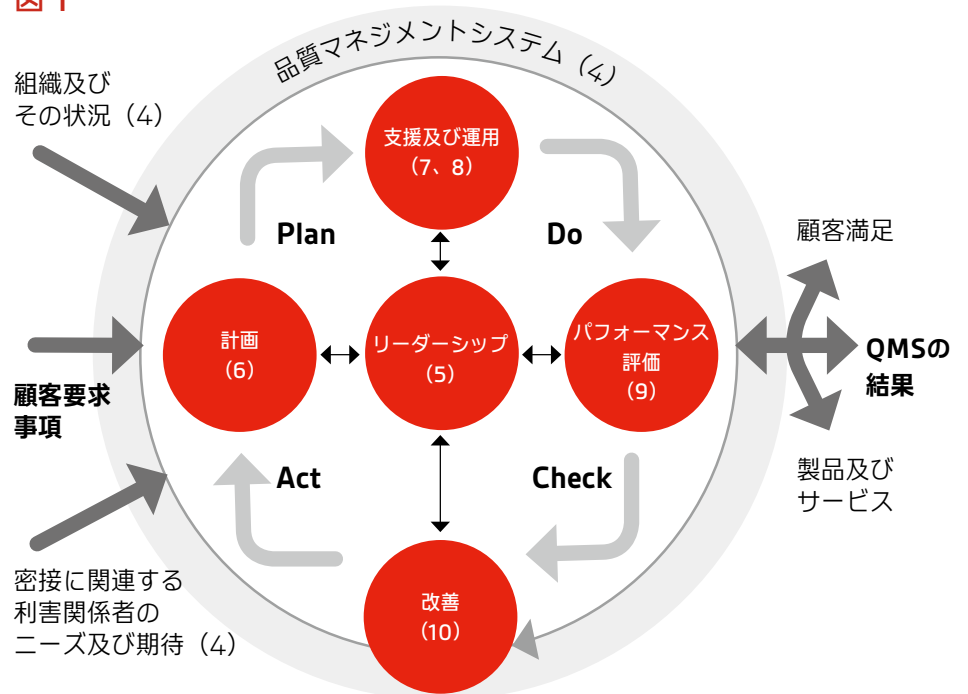 図1
品質マネジメントシステム（4）
組織及び
その状況（4）
支援及び運用
（7、8）
Plan
Do
顧客満足
計画
(6)
リーダーシップ
(5)
パフォーマンス
評価
(9)
QMSの
結果
顧客要求
事項
Act
Check
製品及び
サービス
密接に関連する
利害関係者の
ニーズ及び期待（4）
改善
(10)